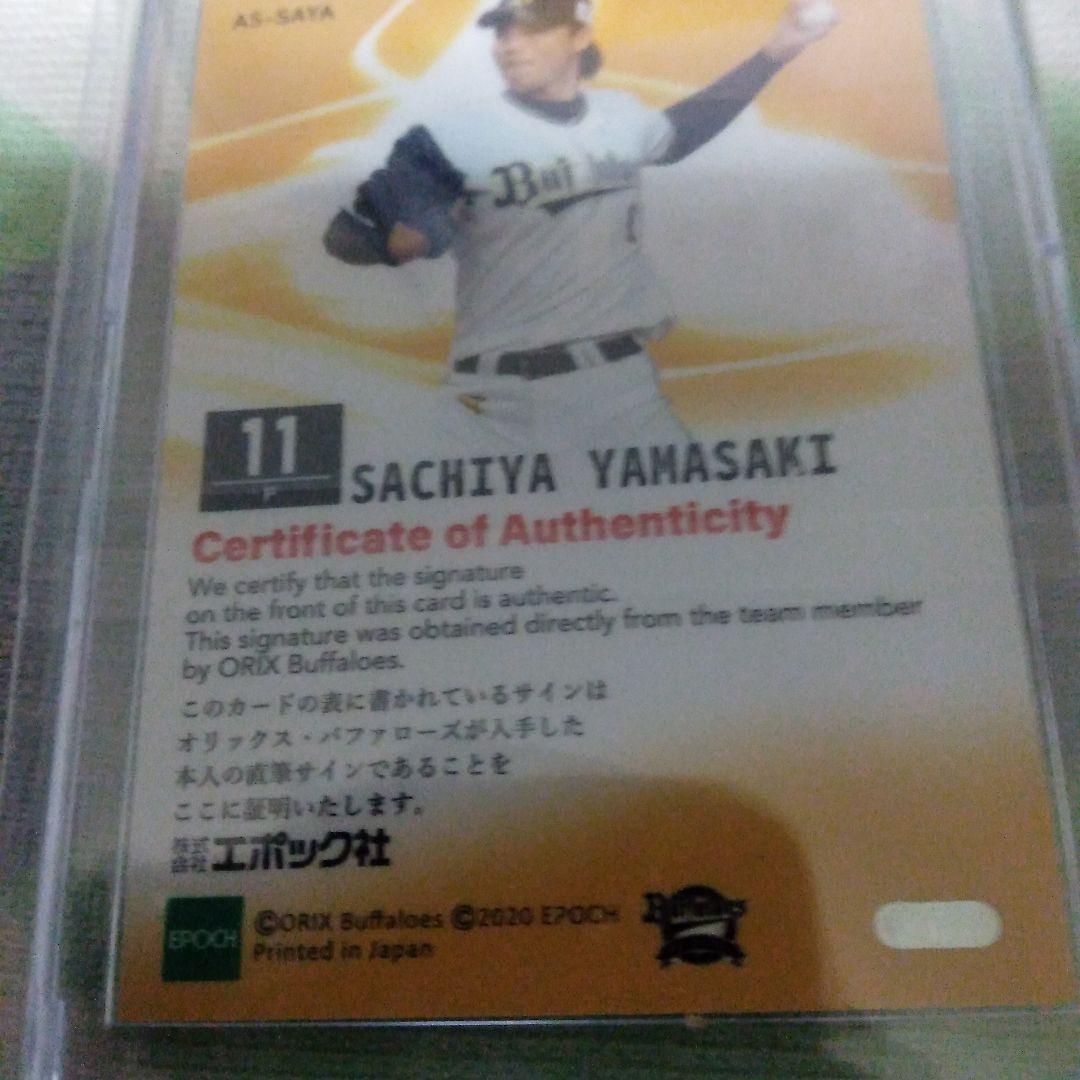 AS-SAYA
Buffaloes
11
P
SACHIYA YAMASAKI
Certificate of Authenticity
We certify that the signature
on the front of this card is authentic.
This signature was obtained directly from the team member
by ORIX Buffaloes.
このカードの表に書かれているサインは
オリックス・バファローズが入手した
本人の直筆サインであることを
ここに証明いたします。
株式会社エポック社
EPOCH ©ORIX Buffaloes ©2020 EPOCH
Printed in Japan
Buffaloes